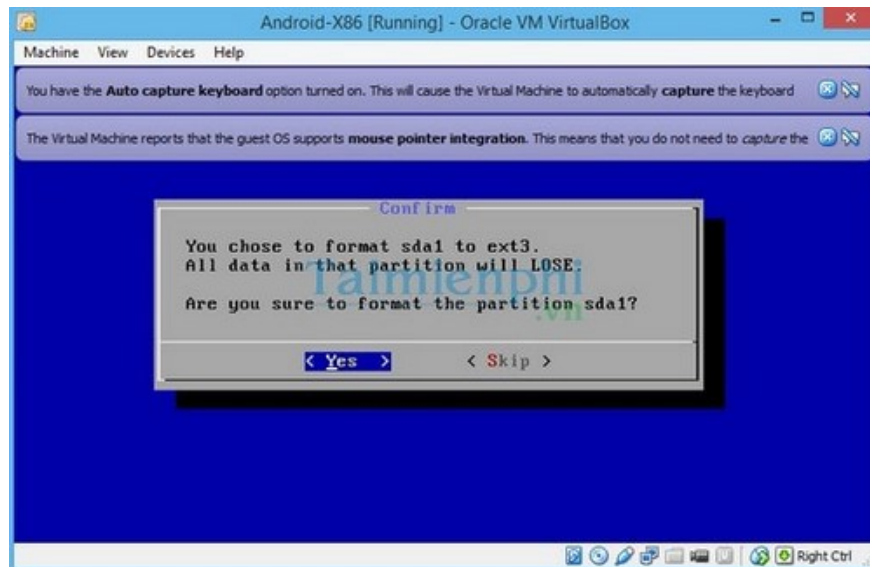 Android-X86 [Running] - Oracle VM VirtualBox
Machine View Devices Help
You have the Auto capture keyboard option turned on. This will cause the Virtual Machine to automatically capture the keyboard
The Virtual Machine reports that the guest OS supports mouse pointer integration. This means that you do not need to capture the
Confirm
You chose to format sda1 to ext3.
All data in that partition will LOSE.
Taimienphi
.vn
Are you sure to format the partition sda1?
< Yes > < Skip >
Right Ctrl